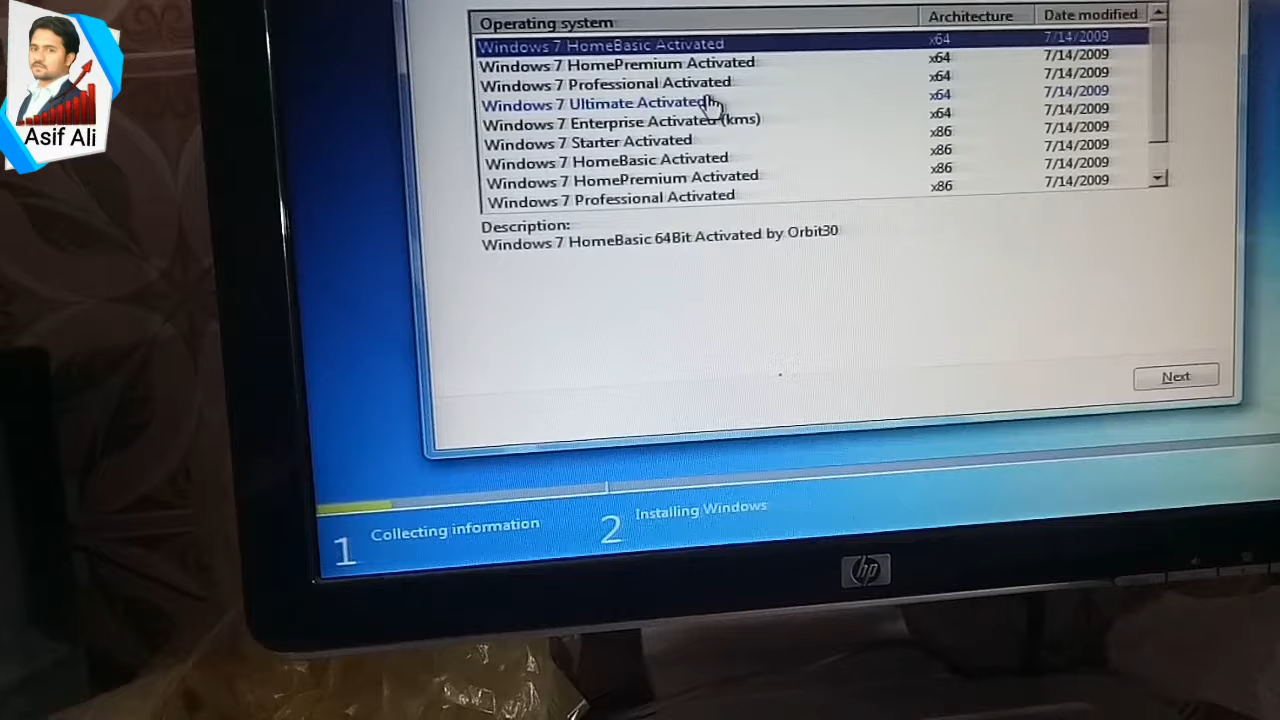 Asif Ali
Operating system Architecture Date modified
Windows 7 HomeBasic Activated x64 7/14/2009
Windows 7 HomePremium Activated x64 7/14/2009
Windows 7 Professional Activated x64 7/14/2009
Windows 7 Ultimate Activated x64 7/14/2009
Windows 7 Enterprise Activated (kms) x64 7/14/2009
Windows 7 Starter Activated x86 7/14/2009
Windows 7 HomeBasic Activated x86 7/14/2009
Windows 7 HomePremium Activated x86 7/14/2009
Windows 7 Professional Activated x86 7/14/2009
Description:
Windows 7 HomeBasic 64Bit Activated by Orbit30
Next
1 Collecting information 2 Installing Windows
hp